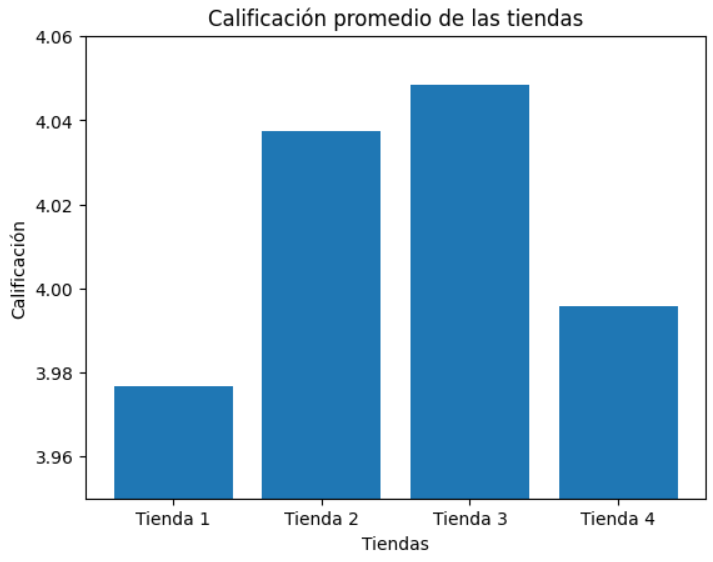 Calificación promedio de las tiendas
4.06
4.04
4.02
4.00
3.98
3.96
Calificación
Tienda 1 Tienda 2 Tienda 3 Tienda 4
Tiendas